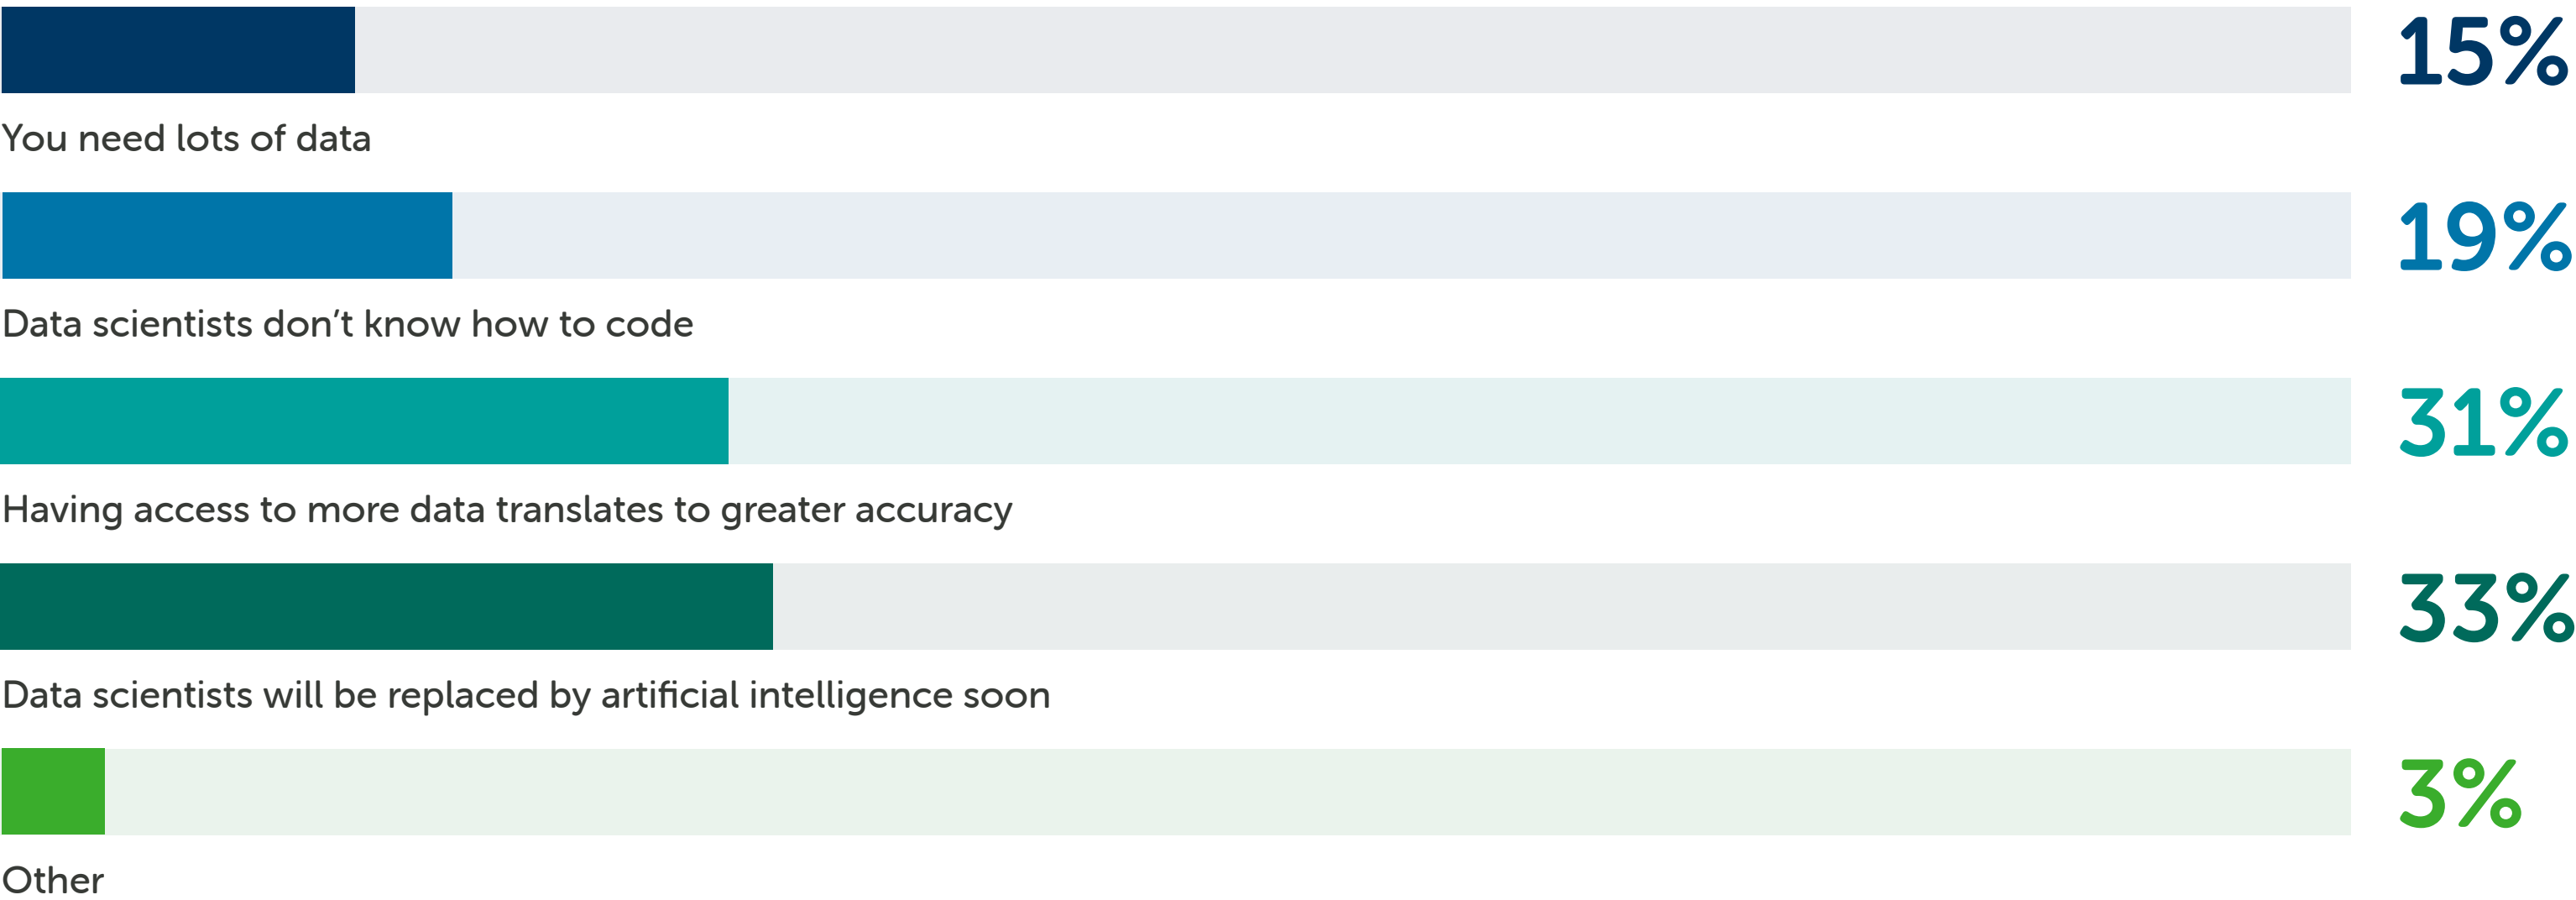 15%
You need lots of data
19%
Data scientists don’t know how to code
31%
Having access to more data translates to greater accuracy
33%
Data scientists will be replaced by artificial intelligence soon
3%
Other